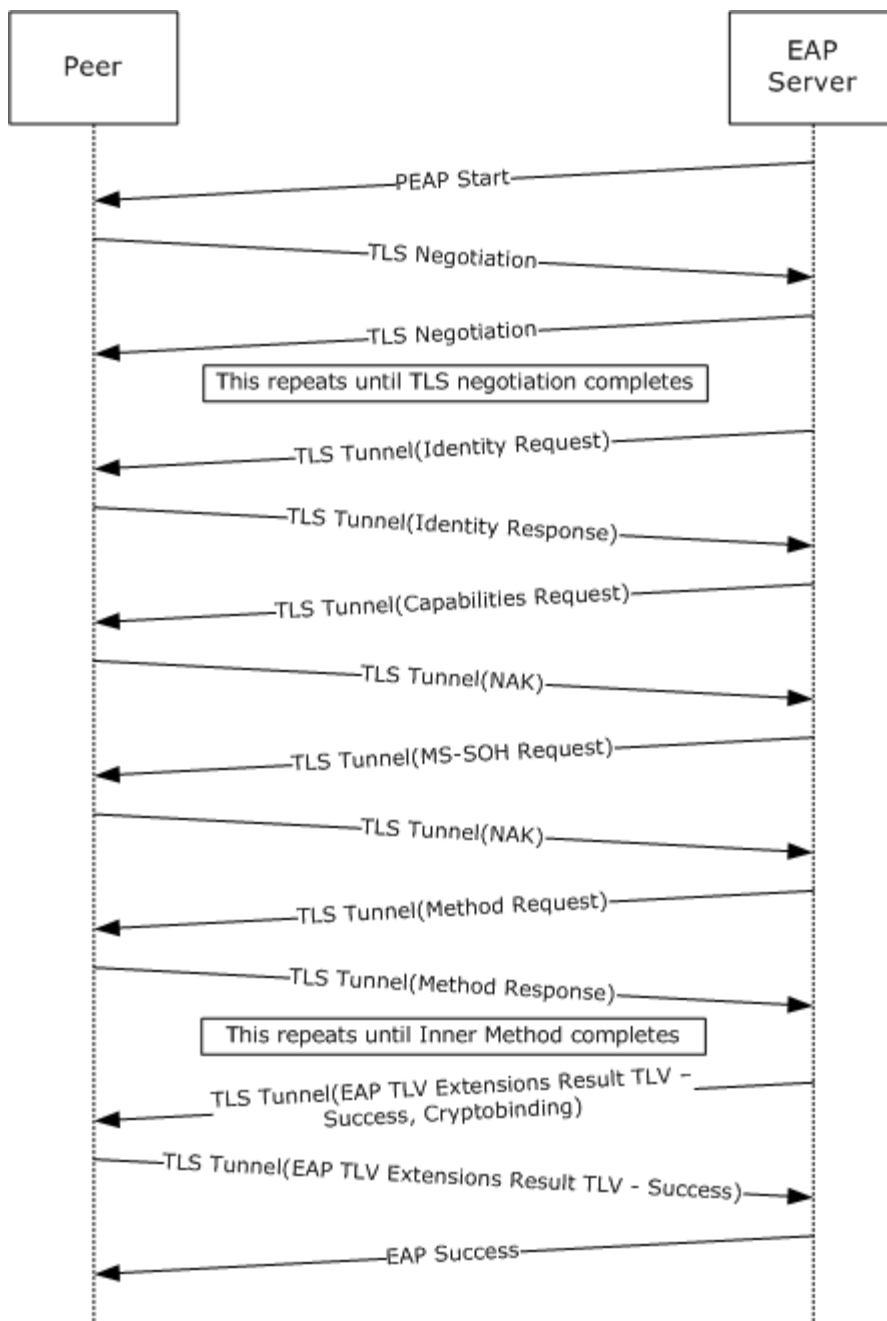 Peer
EAP
Server
PEAP Start
TLS Negotiation
TLS Negotiation
This repeats until TLS negotiation completes
TLS Tunnel(Identity Request)
TLS Tunnel(Identity Response)
TLS Tunnel(Capabilities Request)
TLS Tunnel(NAK)
TLS Tunnel(MS-SOH Request)
TLS Tunnel(NAK)
TLS Tunnel(Method Request)
TLS Tunnel(Method Response)
This repeats until Inner Method completes
TLS Tunnel(EAP TLV Extensions Result TLV –
Success, Cryptobinding)
TLS Tunnel(EAP TLV Extensions Result TLV - Success)
EAP Success